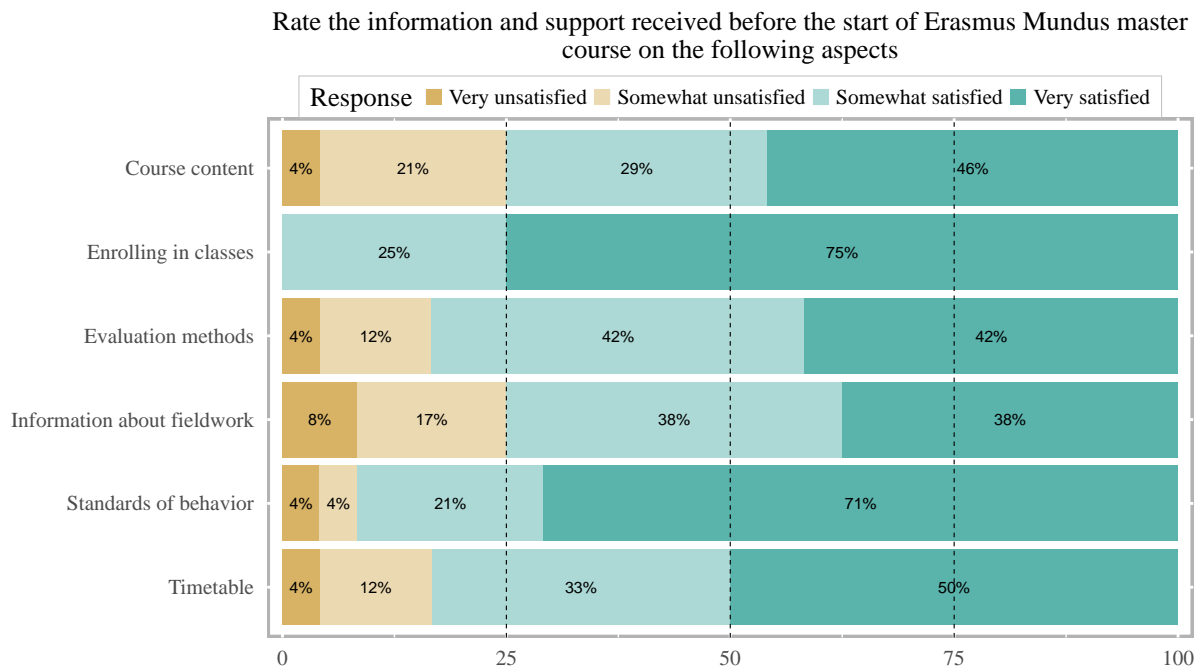 Rate the information and support received before the start of Erasmus Mundus master
course on the following aspects
Response Very unsatisfied Somewhat unsatisfied Somewhat satisfied Very satisfied
Course content 4% 21% 29% 46%
Enrolling in classes 25% 75%
Evaluation methods 4% 12% 42% 42%
Information about fieldwork 8% 17% 38% 38%
Standards of behavior 4% 4% 21% 71%
Timetable 4% 12% 33% 50%
0 25 50 75 100